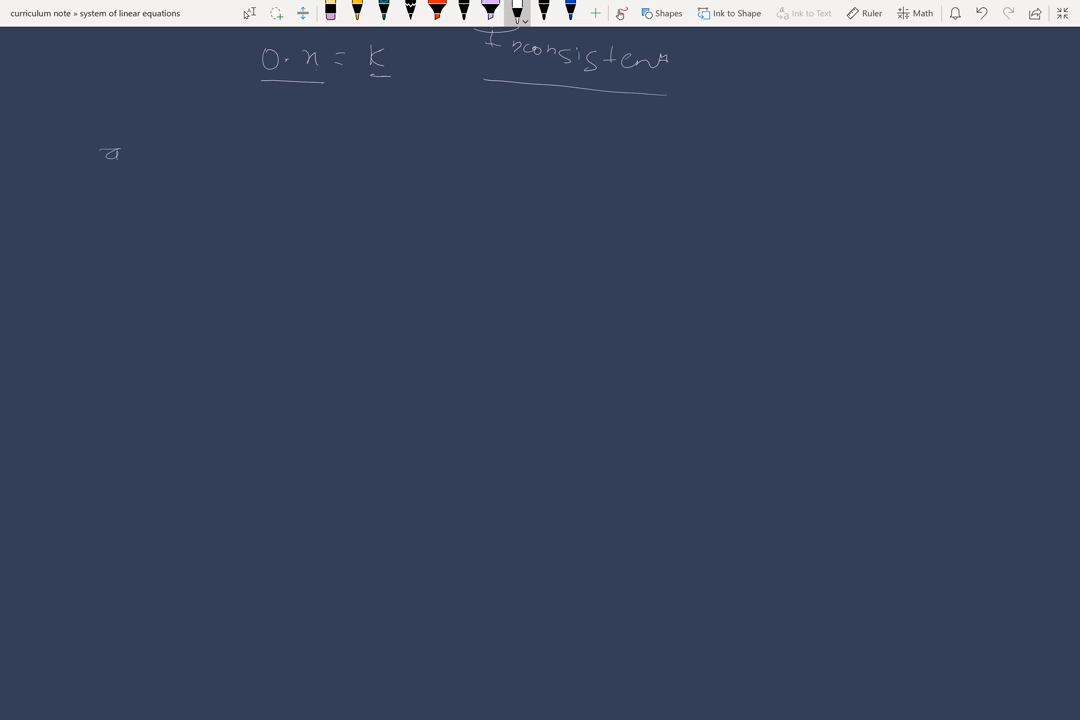 curriculum note » system of linear equations
Shapes
Ink to Shape
Ink to Text
Ruler
Math
0 · x = k
Inconsistent